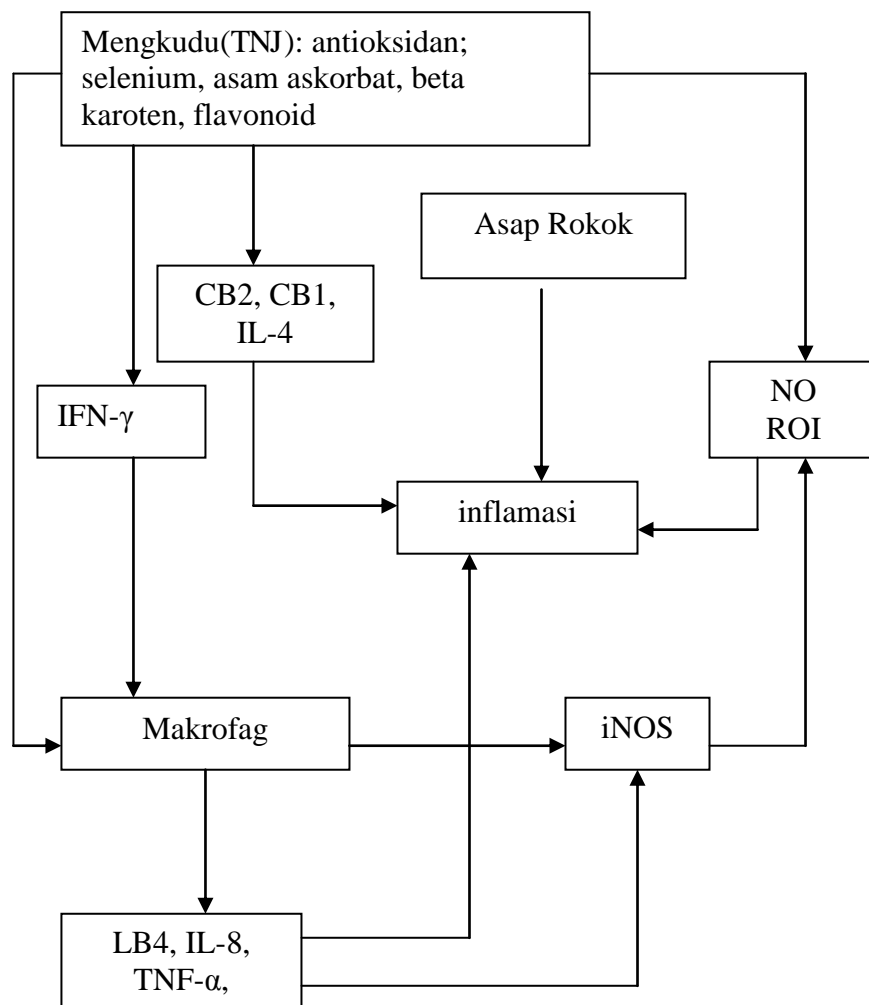 Mengkudu(TNJ): antioksidan;
selenium, asam askorbat, beta
karoten, flavonoid
Asap Rokok
CB2, CB1,
IL-4
NO
ROI
IFN-γ
inflamasi
Makrofag
iNOS
LB4, IL-8,
TNF-α,